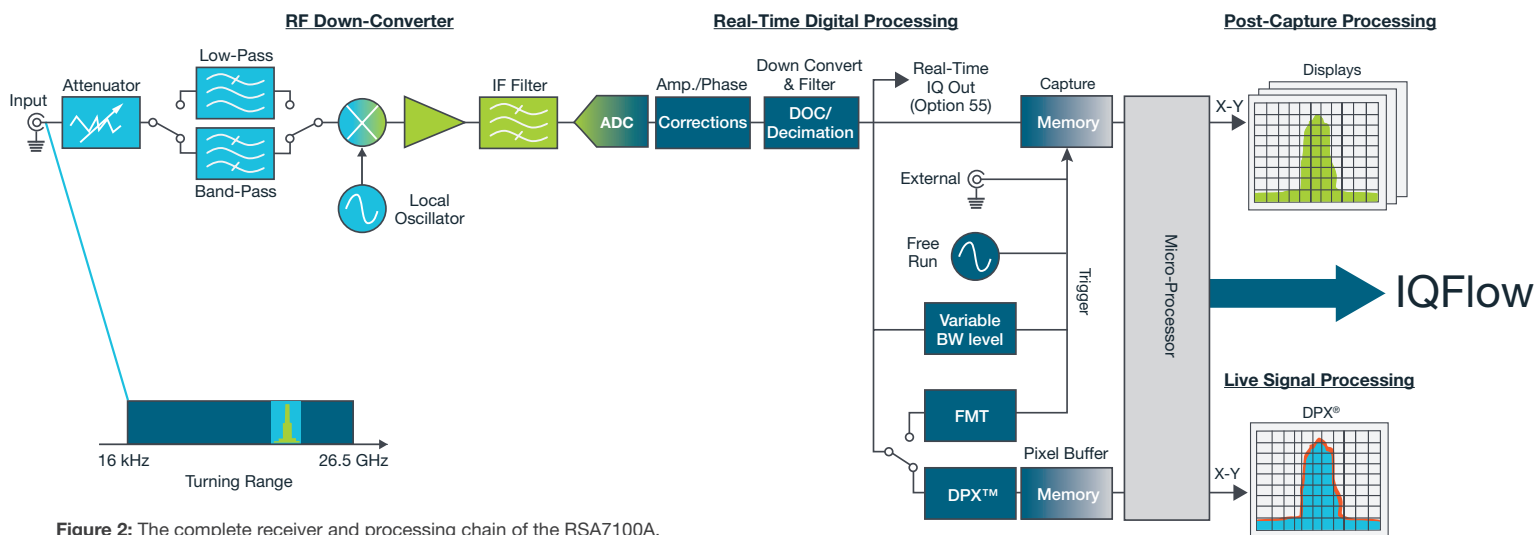 RF Down-Converter
Real-Time Digital Processing
Post-Capture Processing
Input
Attenuator
Low-Pass
Band-Pass
Local
Oscillator
IF Filter
ADC
Amp./Phase
Corrections
Down Convert
& Filter
DOC/
Decimation
Real-Time
IQ Out
(Option 55)
Capture
Memory
External
Free
Run
Trigger
Variable
BW level
FMT
DPX™
Pixel Buffer
Memory
Micro-Processor
Displays
X-Y
IQFlow
Live Signal Processing
DPX®
X-Y
16 kHz
26.5 GHz
Turning Range
Figure 2: The complete receiver and processing chain of the RSA7100A.